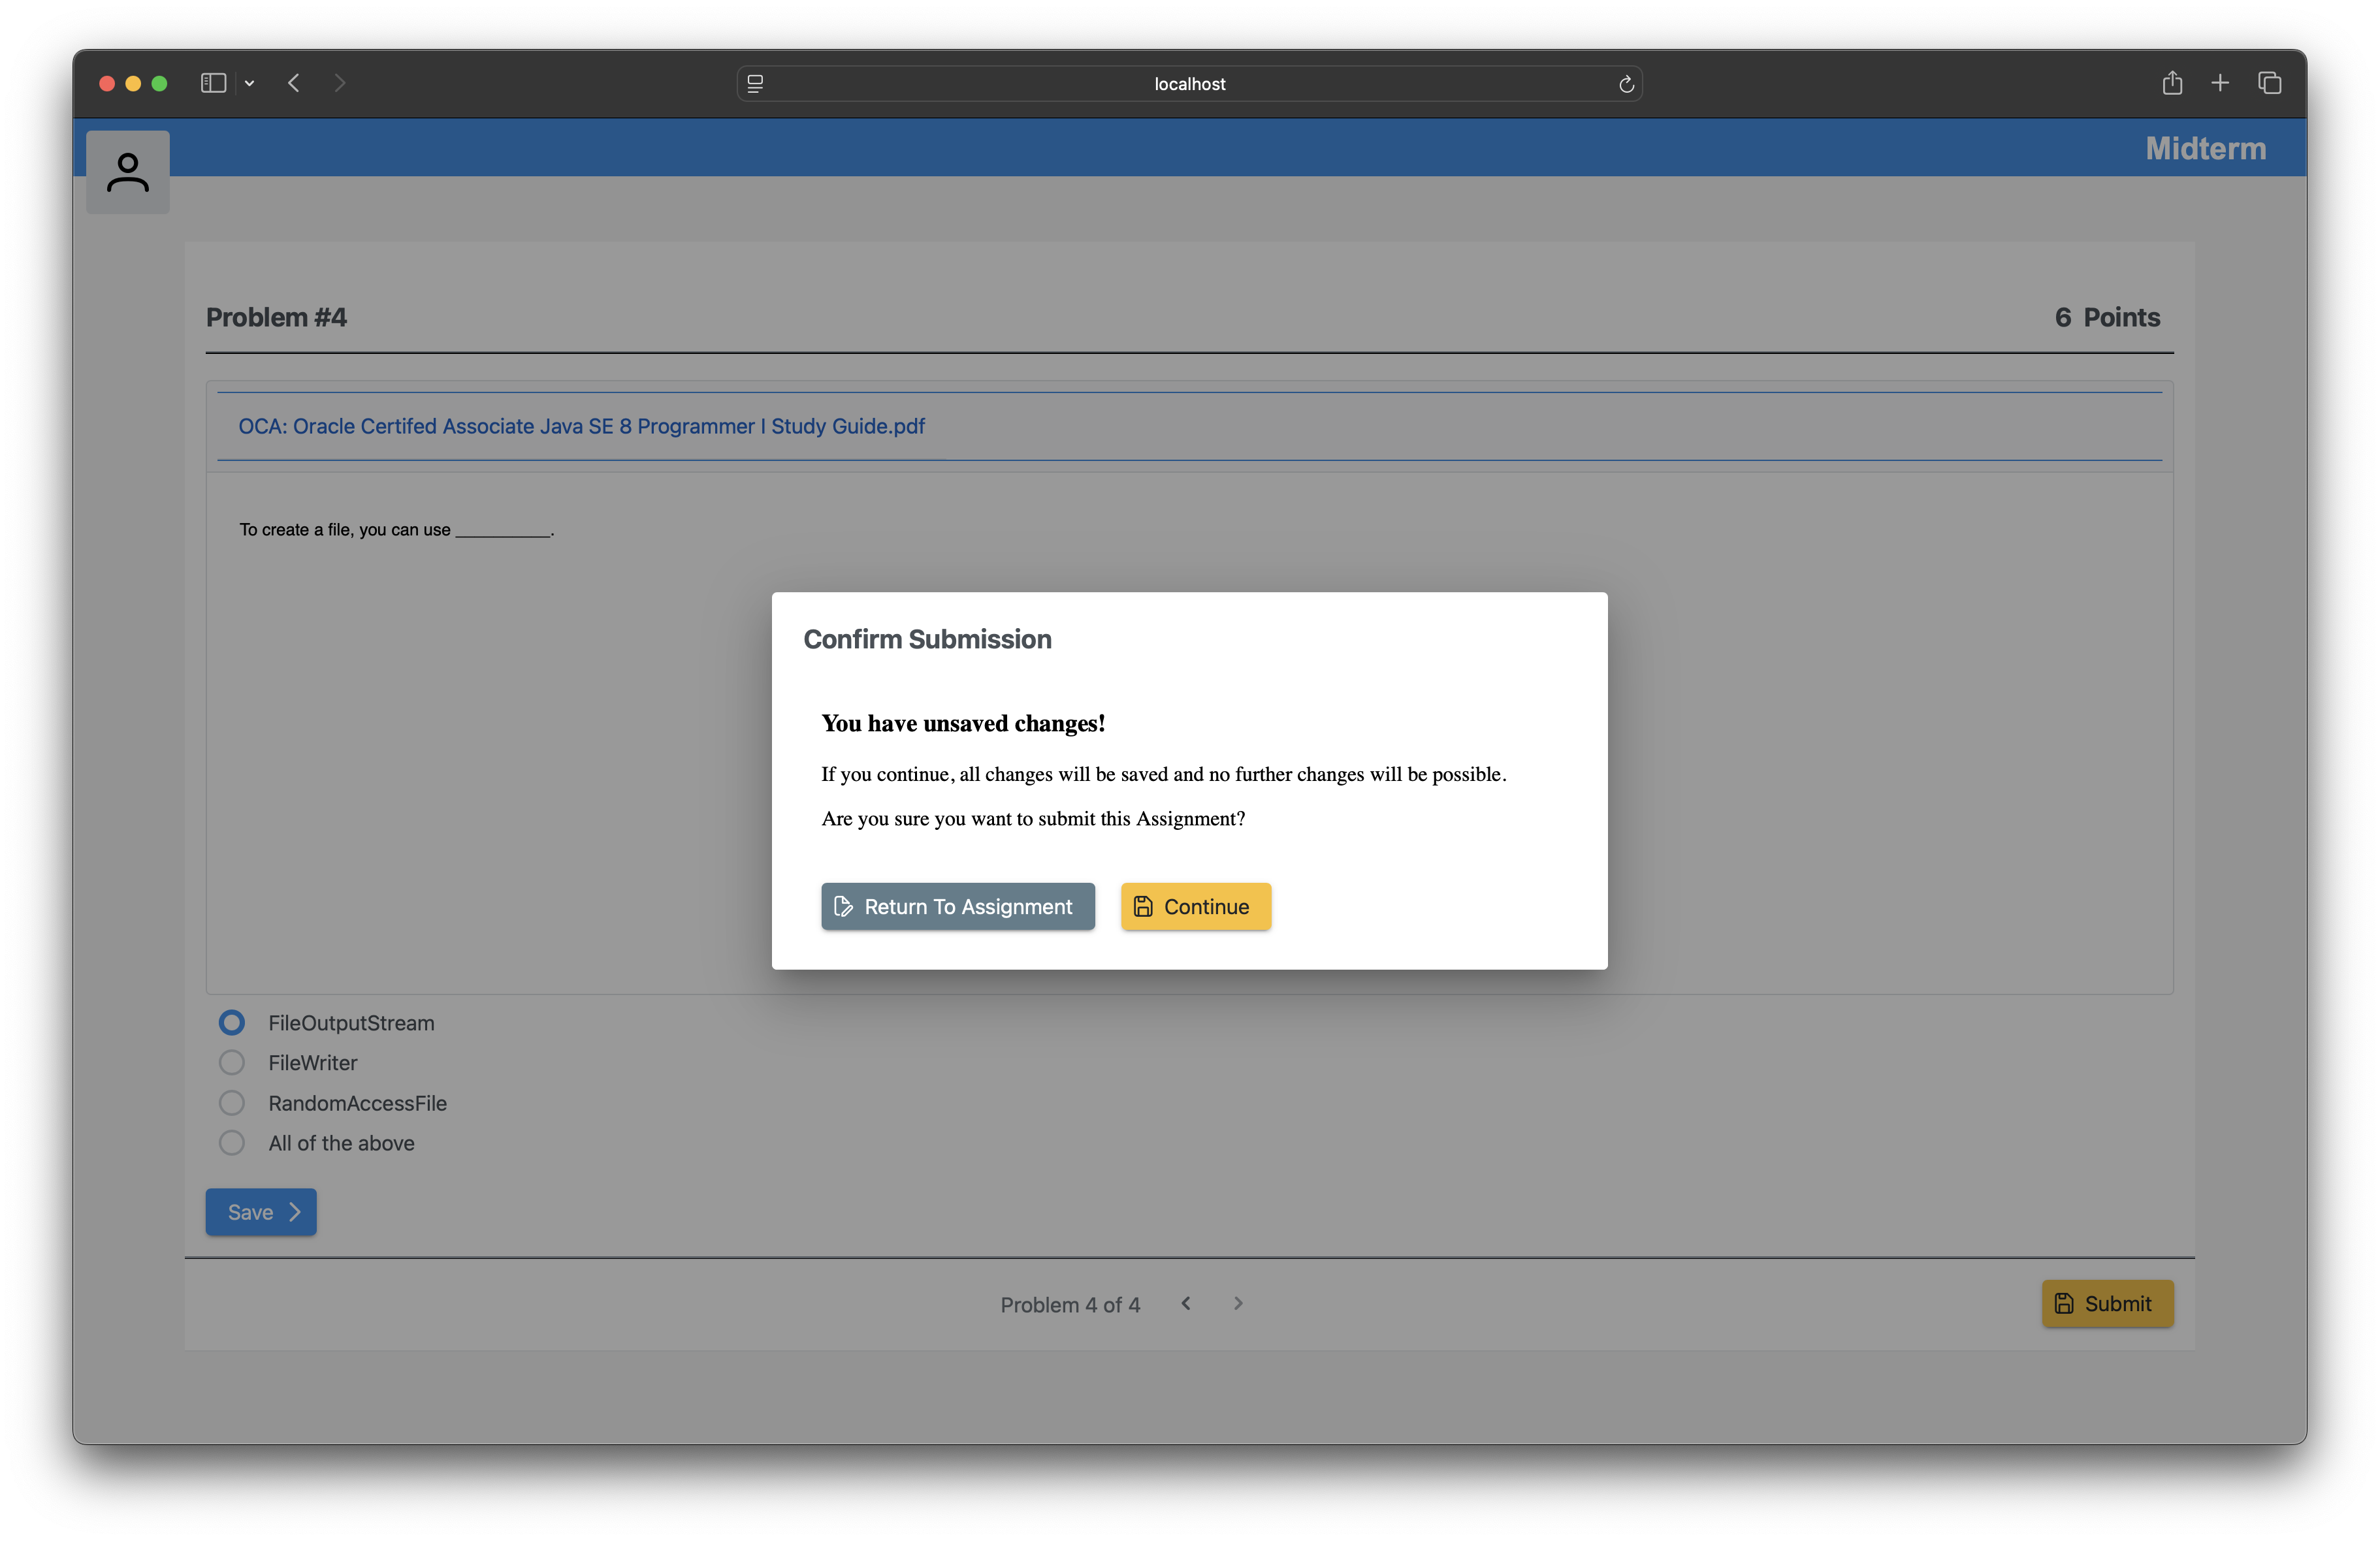 localhost
Midterm
Problem #4
6 Points
OCA: Oracle Certifed Associate Java SE 8 Programmer I Study Guide.pdf
To create a file, you can use ___________.
Confirm Submission
You have unsaved changes!
If you continue, all changes will be saved and no further changes will be possible.
Are you sure you want to submit this Assignment?
Return To Assignment
Continue
FileOutputStream
FileWriter
RandomAccessFile
All of the above
Save
Problem 4 of 4
Submit